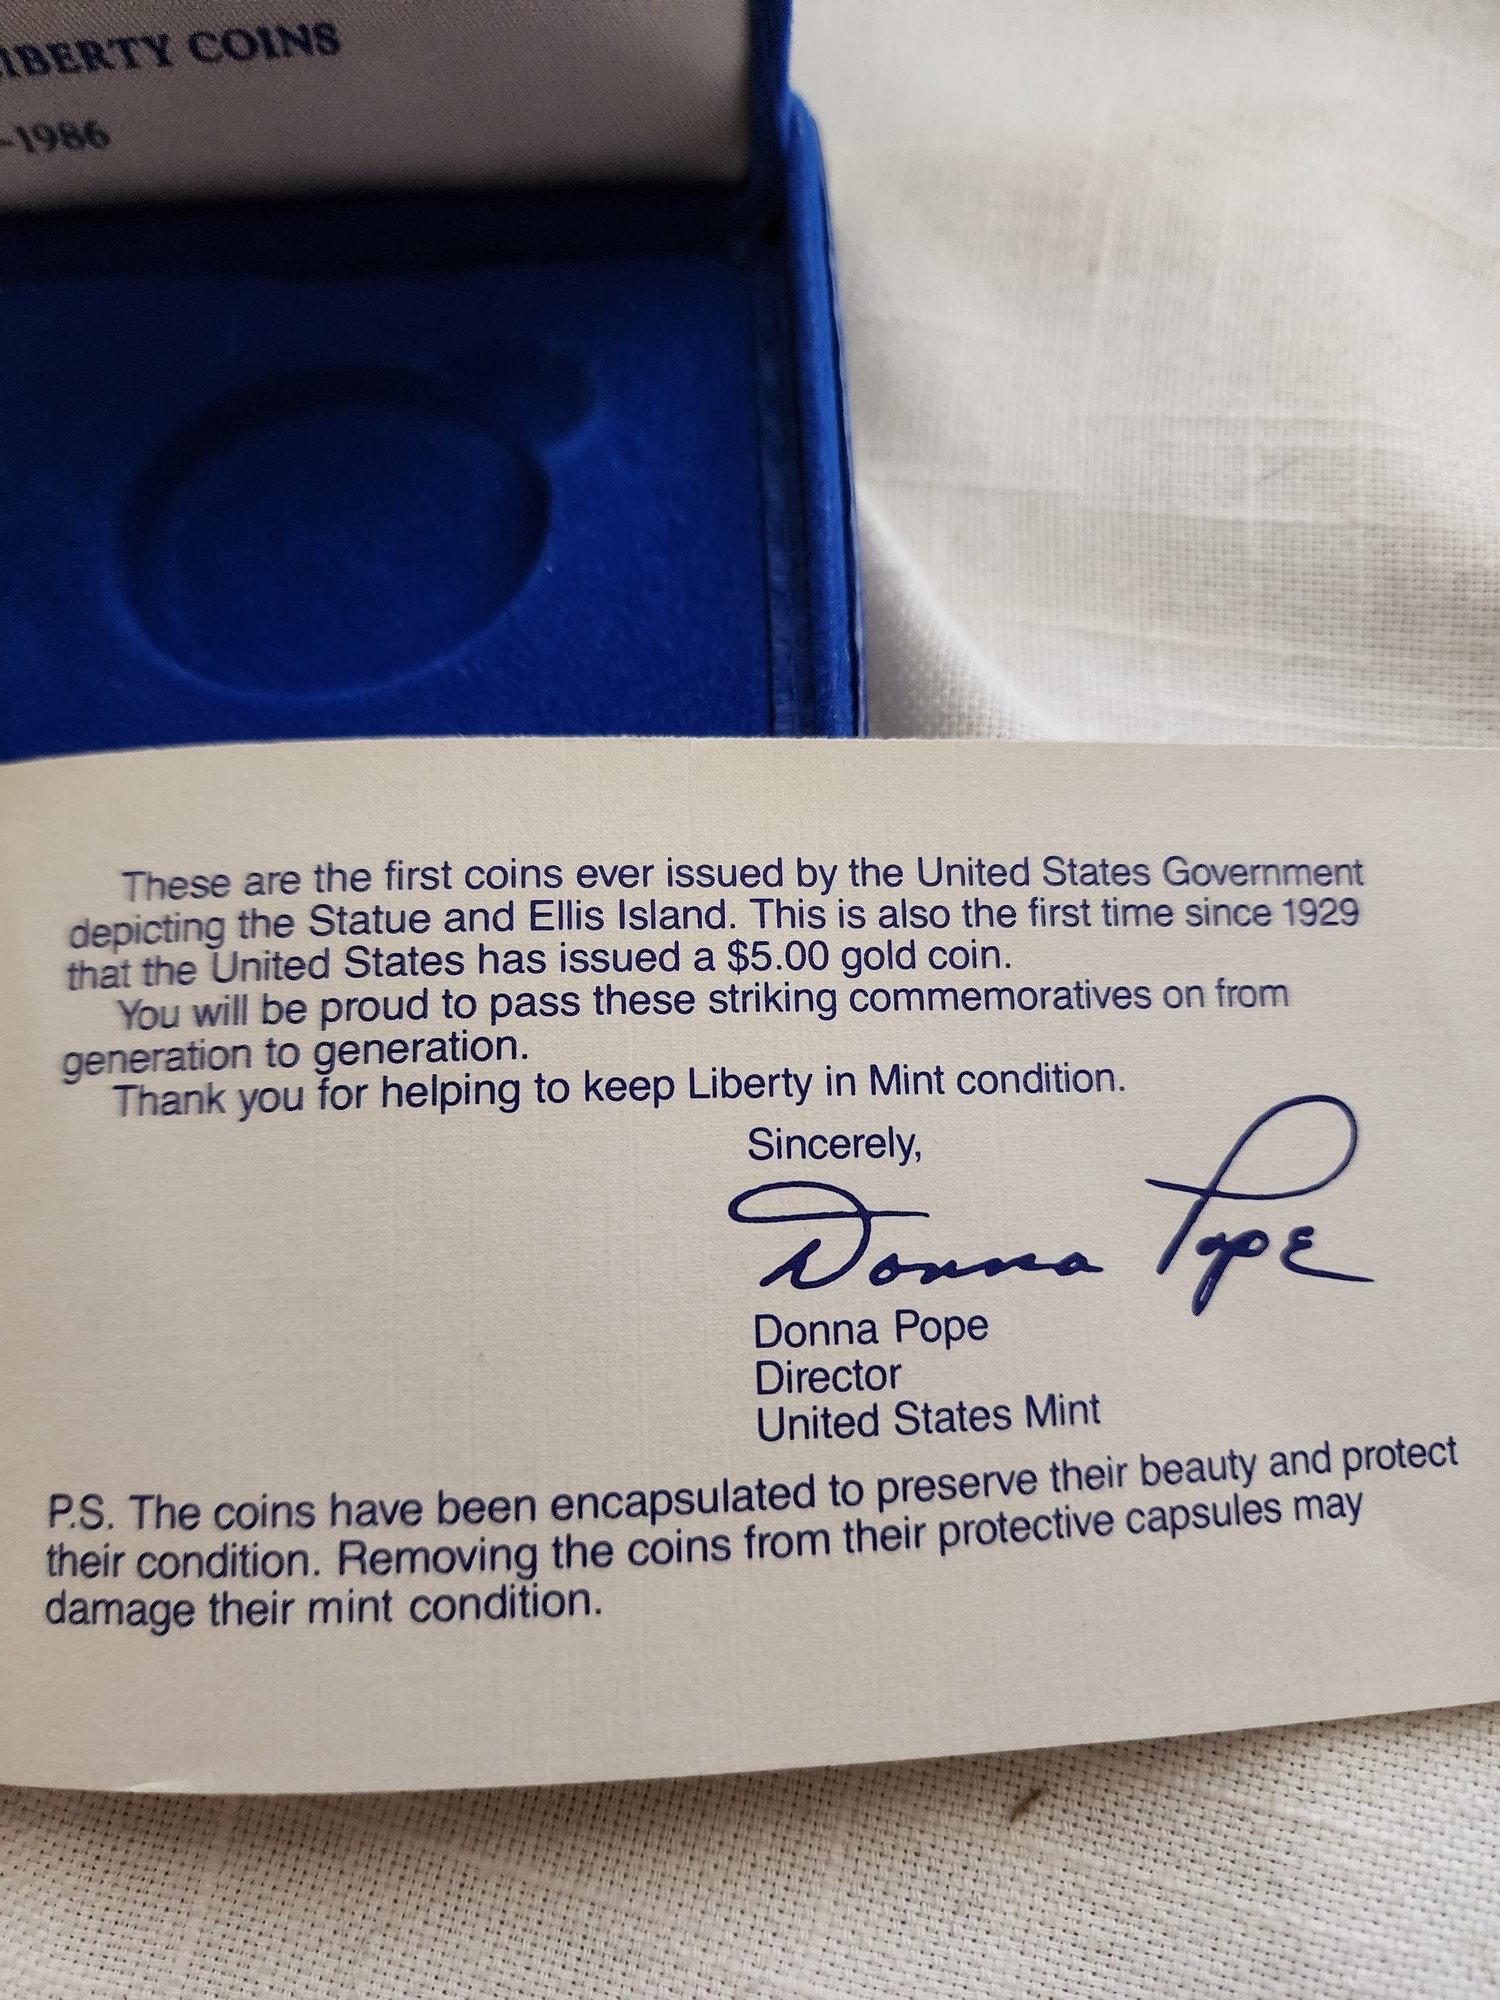 LIBERTY COINS
-1986
These are the first coins ever issued by the United States Government
depicting the Statue and Ellis Island. This is also the first time since 1929
that the United States has issued a $5.00 gold coin.
You will be proud to pass these striking commemoratives on from
generation to generation.
Thank you for helping to keep Liberty in Mint condition.
Sincerely,
Donna Pope
Donna Pope
Director
United States Mint
P.S. The coins have been encapsulated to preserve their beauty and protect
their condition. Removing the coins from their protective capsules may
damage their mint condition.